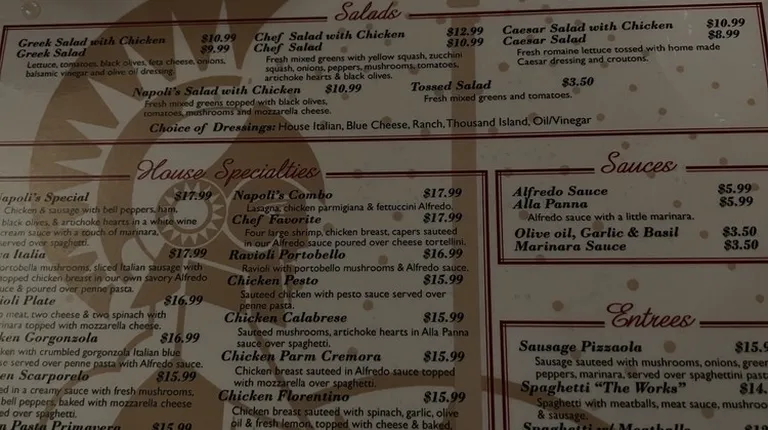 Salads
Greek Salad with Chicken $10.99
Greek Salad $9.99
Lettuce, tomatoes, black olives, feta cheese, onions,
balsamic vinegar and olive oil dressing.
Chef Salad with Chicken $12.99
Chef Salad $10.99
Fresh mixed greens with yellow squash, zucchini
squash, onions, peppers, mushrooms, tomatoes,
artichoke hearts & black olives.
Caesar Salad with Chicken $10.99
Caesar Salad $8.99
Fresh romaine lettuce tossed with home made
Caesar dressing and croutons.
Napoli's Salad with Chicken $10.99
Fresh mixed greens topped with black olives,
tomatoes, mushrooms and mozzarella cheese.
Tossed Salad $3.50
Fresh mixed greens and tomatoes.
Choice of Dressings: House Italian, Blue Cheese, Ranch, Thousand Island, Oil/Vinegar
House Specialties
Napoli's Special $17.99
Chicken & sausage with bell peppers, ham,
black olives, & artichoke hearts in a white wine
cream sauce with a touch of marinara,
served over spaghetti.
Italia $17.99
portobella mushrooms, sliced Italian sausage with
topped chicken breast in our own savory Alfredo
sauce & poured over penne pasta.
Plate $16.99
meat, two cheese & two spinach with
marinara topped with mozzarella cheese.
Gorgonzola $16.99
with crumbled gorgonzola Italian blue
served over penne pasta with Alfredo sauce.
Scarporelo $15.99
in a creamy sauce with fresh mushrooms,
bell peppers, baked with mozzarella cheese
over spaghetti.
Pasta Primavera $15.99
Napoli's Combo $17.99
Lasagna, chicken parmigiana & fettuccini Alfredo.
Chef Favorite $17.99
Four large shrimp, chicken breast, capers sauteed
in our Alfredo sauce poured over cheese tortellini.
Ravioli Portobello $16.99
Ravioli with portobello mushrooms & Alfredo sauce.
Chicken Pesto $15.99
Sauteed chicken with pesto sauce served over
penne pasta.
Chicken Calabrese $15.99
Sauteed mushrooms, artichoke hearts in Alla Panna
sauce over spaghetti.
Chicken Parm Cremora $15.99
Chicken breast sauteed in Alfredo sauce topped
with mozzarella over spaghetti.
Chicken Florentino $15.99
Chicken breast sauteed with spinach, garlic, olive
oil & fresh lemon, topped with cheese & baked,
Sauces
Alfredo Sauce $5.99
Alla Panna $5.99
Alfredo sauce with a little marinara.
Olive oil, Garlic & Basil $3.50
Marinara Sauce $3.50
Entrees
Sausage Pizzaola
Sausage sauteed with mushrooms, onions, green
peppers, marinara, served over spaghettini pasta
Spaghetti "The Works"
Spaghetti with meatballs, meat sauce, mushrooms
& sausage.
Spaghetti w/ Meatballs